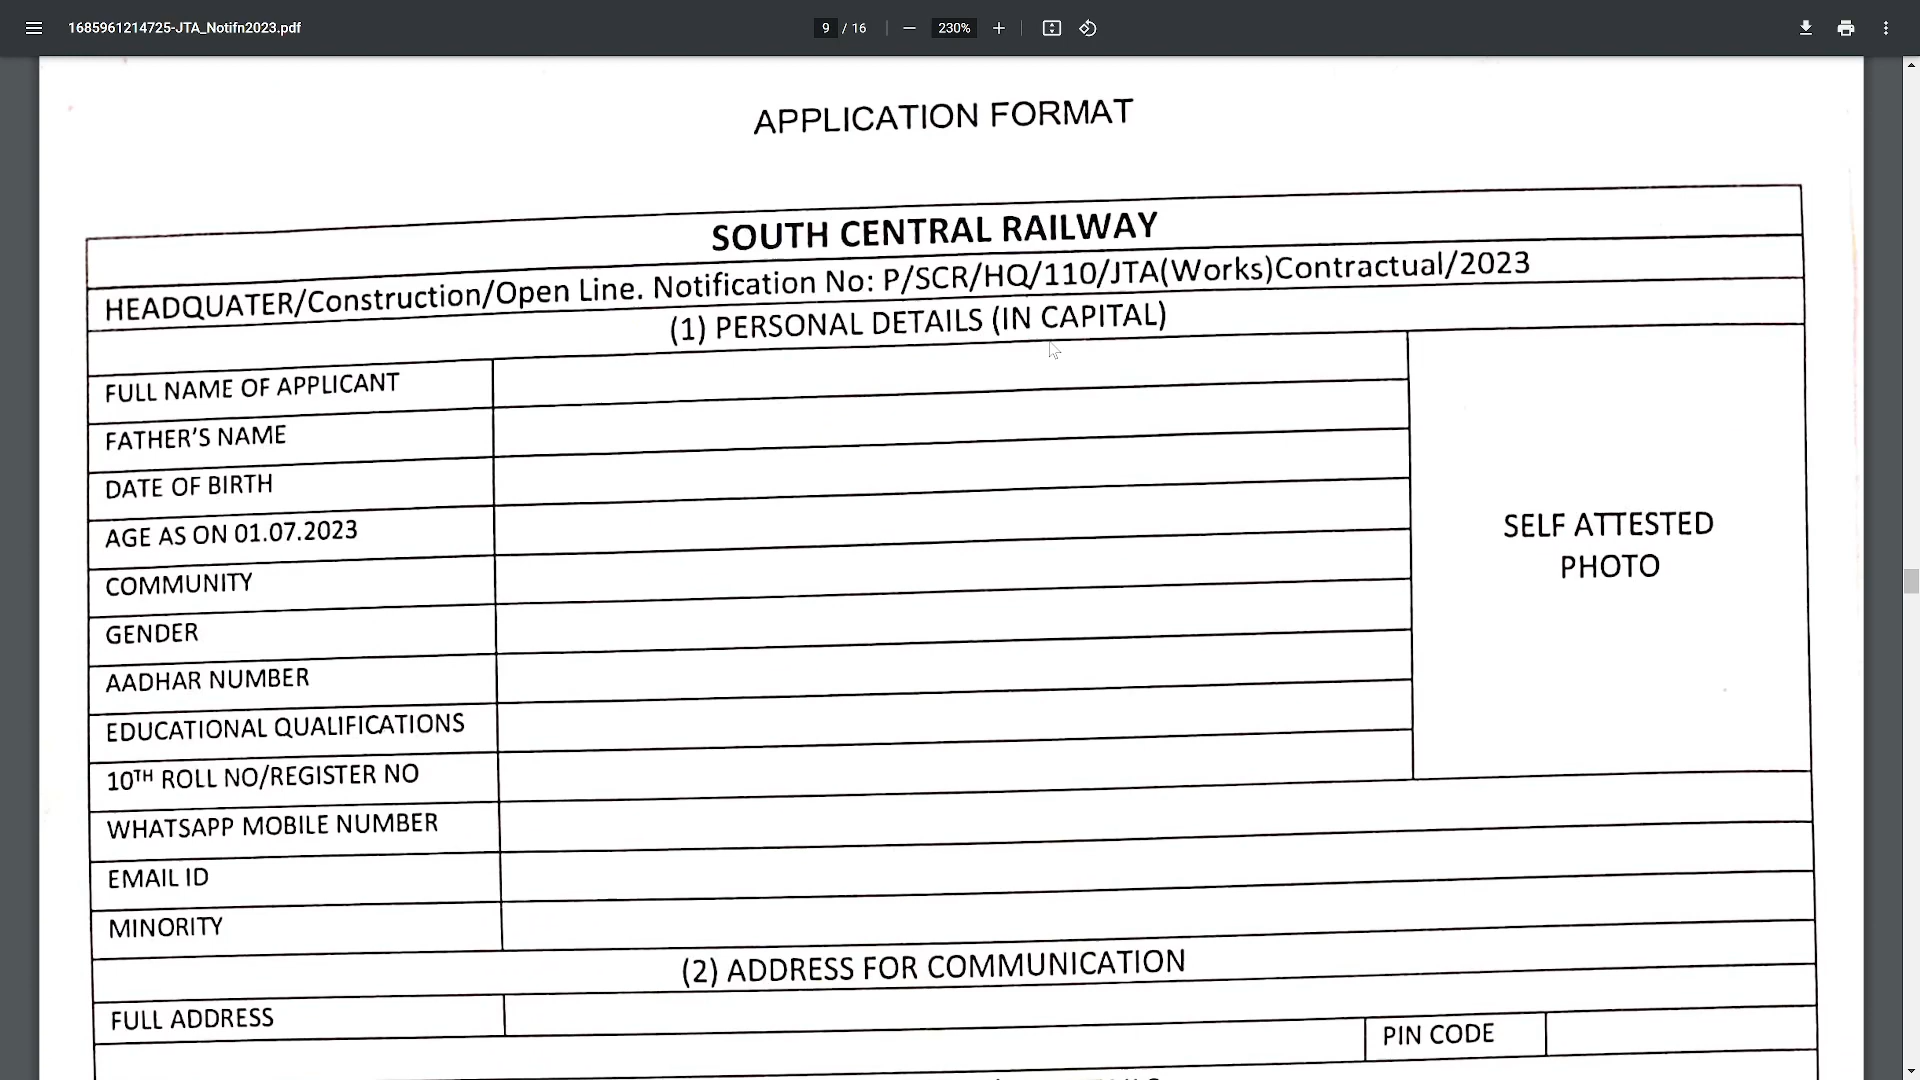 1685961214725-JTA_Notifn2023.pdf
9 / 16
230%
APPLICATION FORMAT
SOUTH CENTRAL RAILWAY
HEADQUATER/Construction/Open Line. Notification No: P/SCR/HQ/110/JTA(Works)Contractual/2023
(1) PERSONAL DETAILS (IN CAPITAL)
FULL NAME OF APPLICANT
FATHER'S NAME
DATE OF BIRTH
AGE AS ON 01.07.2023
COMMUNITY
GENDER
AADHAR NUMBER
EDUCATIONAL QUALIFICATIONS
10TH ROLL NO/REGISTER NO
SELF ATTESTED
PHOTO
WHATSAPP MOBILE NUMBER
EMAIL ID
MINORITY
(2) ADDRESS FOR COMMUNICATION
FULL ADDRESS
PIN CODE